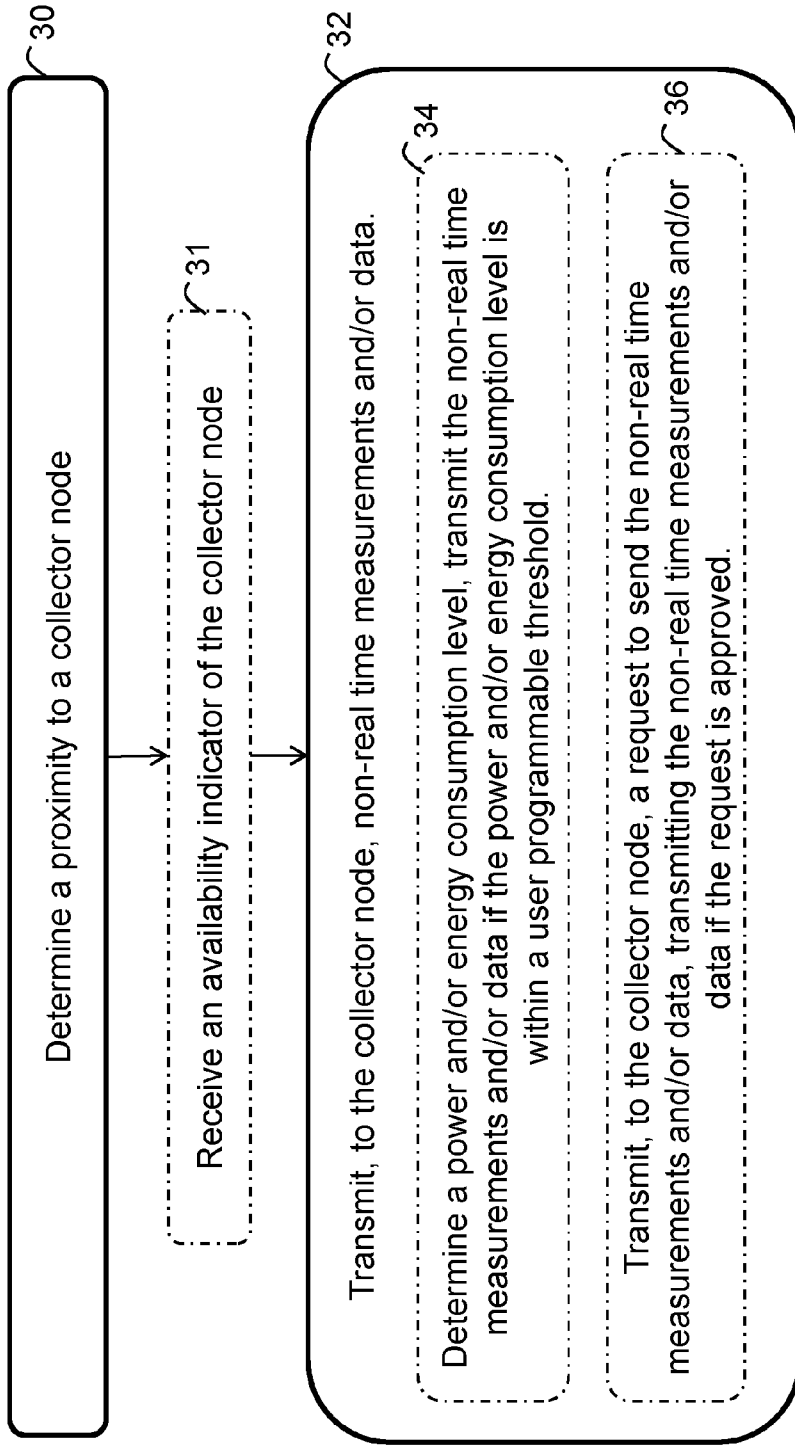 30
Determine a proximity to a collector node
31
Receive an availability indicator of the collector node
32
Transmit, to the collector node, non-real time measurements and/or data.
34
Determine a power and/or energy consumption level, transmit the non-real time
measurements and/or data if the power and/or energy consumption level is
within a user programmable threshold.
36
Transmit, to the collector node, a request to send the non-real time
measurements and/or data, transmitting the non-real time measurements and/or
data if the request is approved.